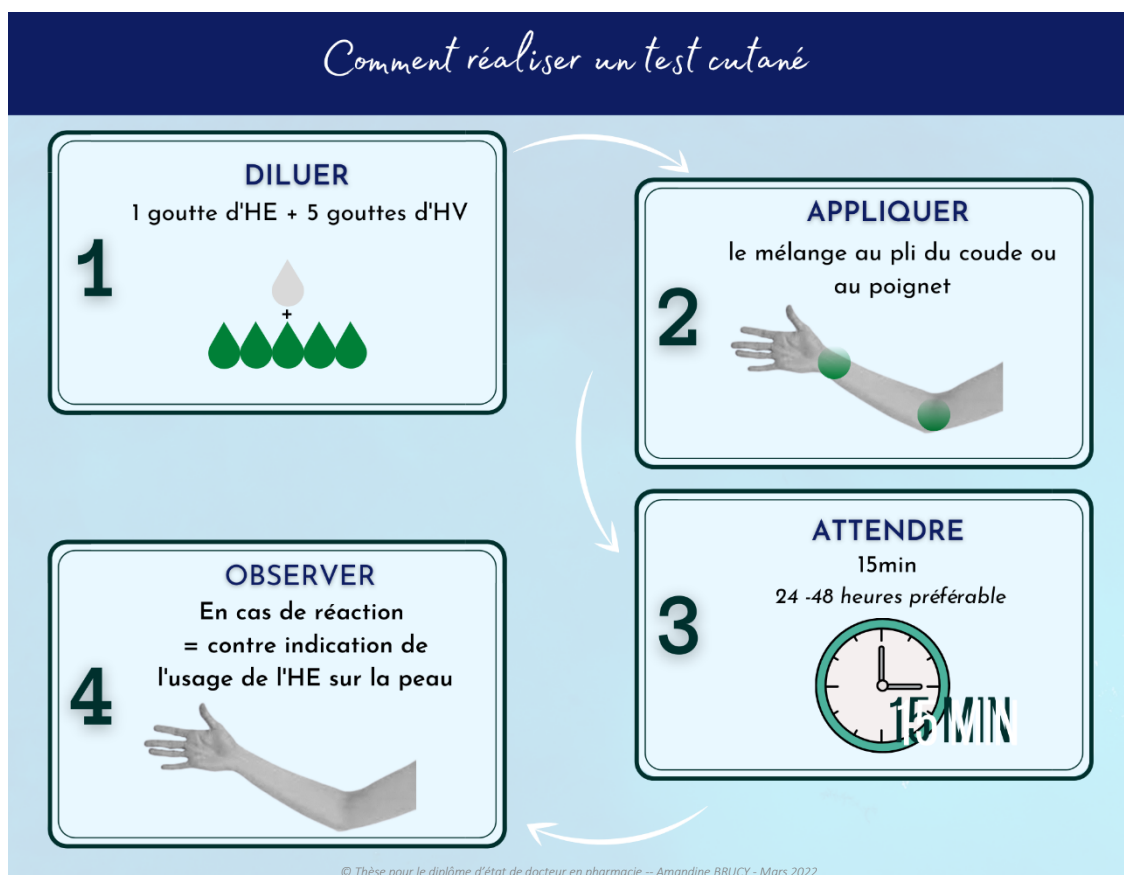 Comment réaliser un test cutané
1
DILUER
1 goutte d'HE + 5 gouttes d'HV
+
2
APPLIQUER
le mélange au pli du coude ou
au poignet
3
ATTENDRE
15min
24 -48 heures préférable
15 MIN
4
OBSERVER
En cas de réaction
= contre indication de
l'usage de l'HE sur la peau
© Thèse pour le diplôme d'état de docteur en pharmacie -- Amandine BRUCY - Mars 2022